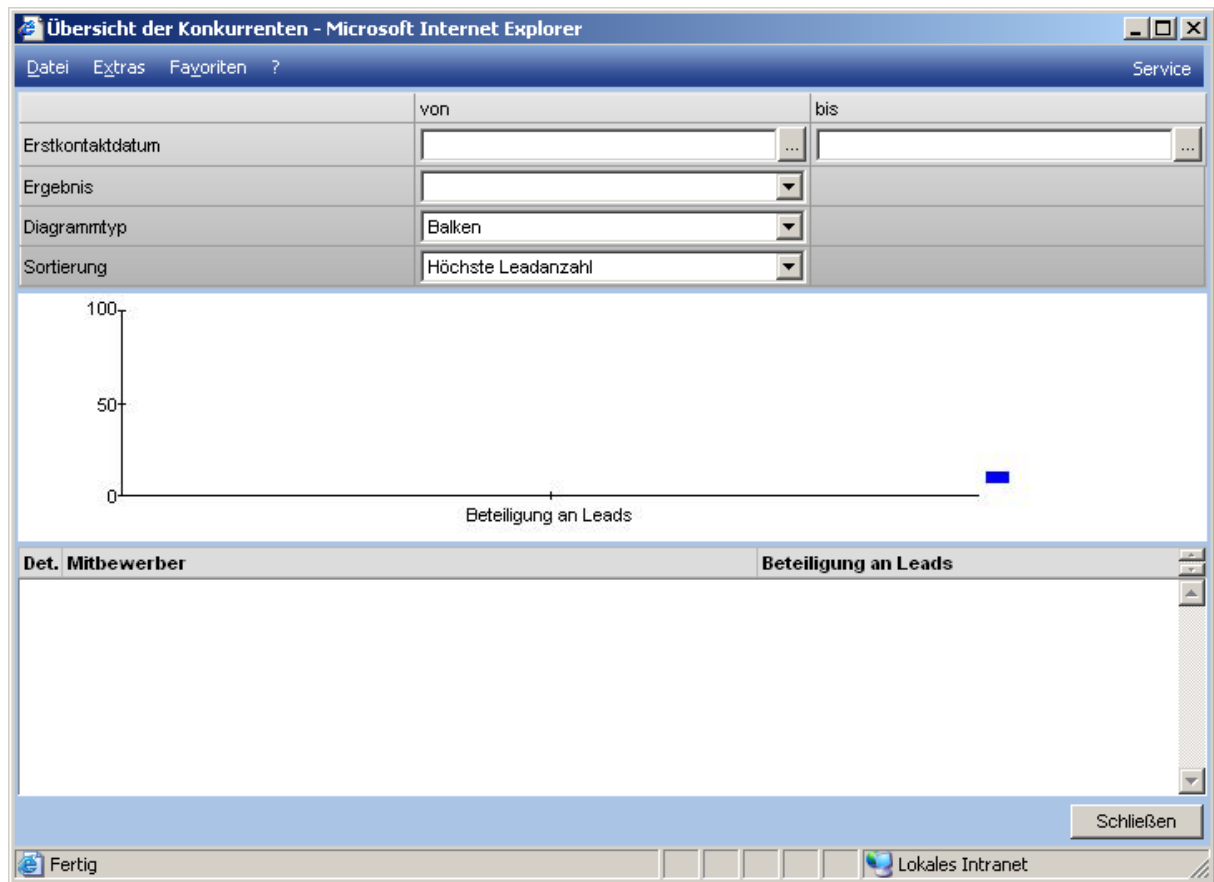 Übersicht der Konkurrenten - Microsoft Internet Explorer
Datei Extras Favoriten ? Service
von bis
Erstkontaktdatum ... ...
Ergebnis
Diagrammtyp Balken
Sortierung Höchste Leadanzahl
100
50
0
Beteiligung an Leads
Det. Mitbewerber Beteiligung an Leads
Schließen
Fertig Lokales Intranet